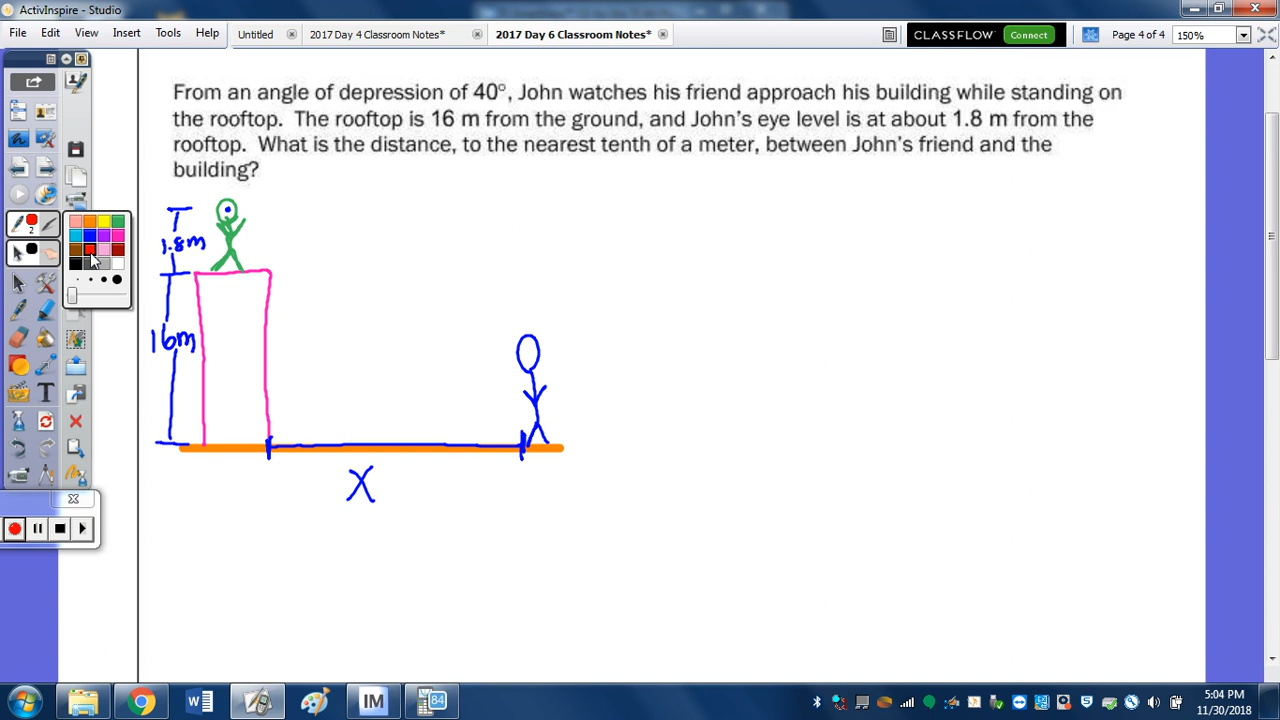 ActivInspire - Studio
File Edit View Insert Tools Help
Untitled 2017 Day 4 Classroom Notes* 2017 Day 6 Classroom Notes*
CLASSFLOW Connect
Page 4 of 4 150%
From an angle of depression of 40°, John watches his friend approach his building while standing on
the rooftop. The rooftop is 16 m from the ground, and John's eye level is at about 1.8 m from the
rooftop. What is the distance, to the nearest tenth of a meter, between John's friend and the
building?
1.8m
16m
X
2
T
W
IM
84
5:04 PM
11/30/2018